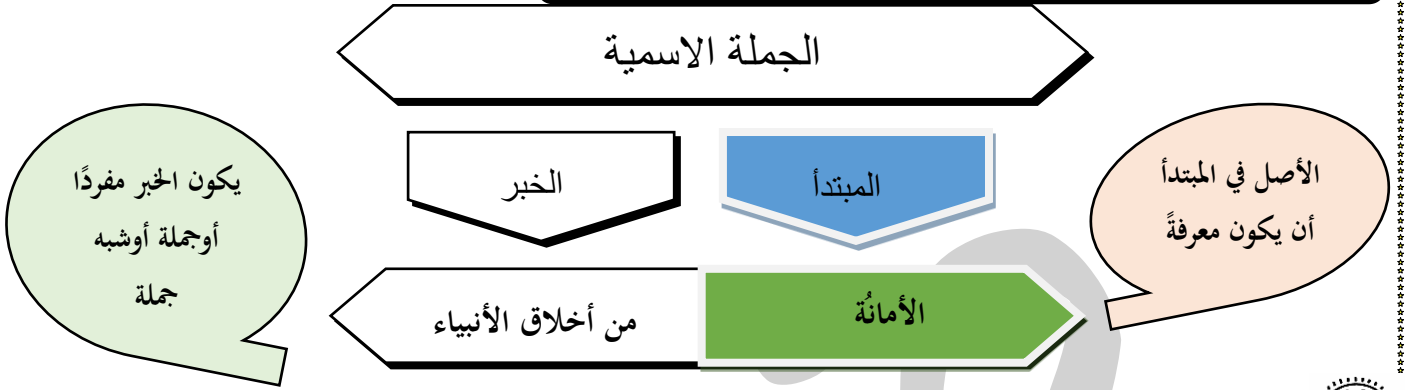 الجملة الاسمية
الأصل في المبتدأ
أن يكون معرفةً
المبتدأ
الخبر
يكون الخبر مفردًا
أوجملة أوشبه
جملة
الأمانُة
من أخلاق الأنبياء